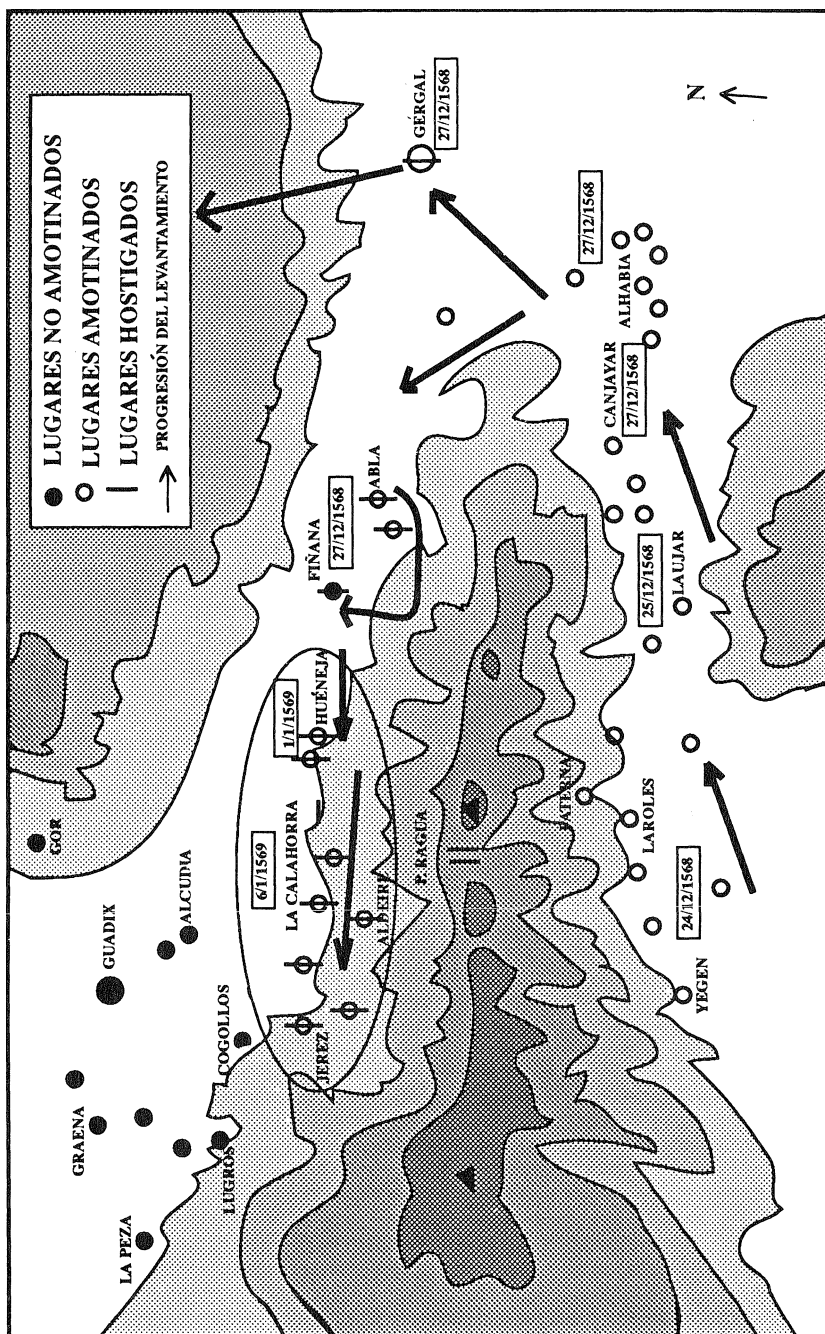 LUGARES NO AMOTINADOS
LUGARES AMOTINADOS
LUGARES HOSTIGADOS
PROGRESIÓN DEL LEVANTAMIENTO
GOR
GUADIX
ALCUDIA
GRAENA
LA PEZA
LUGROS
COGOLLOS
6/1/1569
1/1/1569
LA CALAHORRA
HUÉNEJA
JEREZ
ALDEIRE
FIÑANA
27/12/1568
ABLA
GÉRGAL
27/12/1568
P. RAGUA
PATERNA
LAROLES
24/12/1568
YEGEN
25/12/1568
LAUJAR
CANJAYAR
27/12/1568
27/12/1568
ALHABIA
N